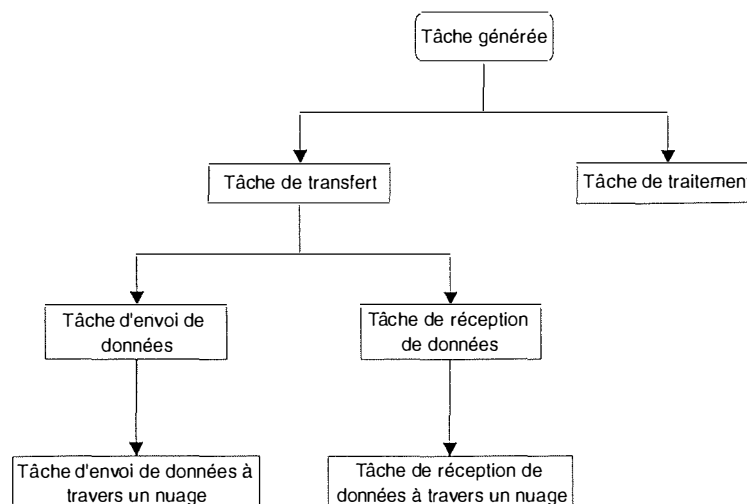 Tâche générée
Tâche de transfert
Tâche de traitement
Tâche d'envoi de
données
Tâche de réception
de données
Tâche d'envoi de données à
travers un nuage
Tâche de réception de
données à travers un nuage